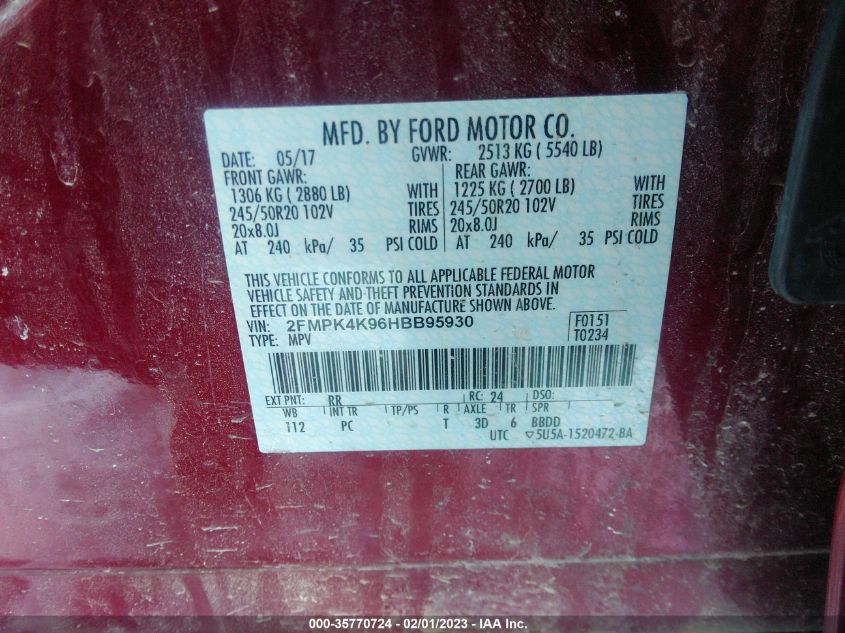 MFD. BY FORD MOTOR CO.
DATE: 05/17 GVWR: 2513 KG ( 5540 LB)
FRONT GAWR: REAR GAWR:
1306 KG ( 2880 LB) WITH 1225 KG ( 2700 LB) WITH
245/50R20 102V TIRES 245/50R20 102V TIRES
20x8.0J RIMS 20x8.0J RIMS
AT 240 kPa/ 35 PSI COLD AT 240 kPa/ 35 PSI COLD
THIS VEHICLE CONFORMS TO ALL APPLICABLE FEDERAL MOTOR
VEHICLE SAFETY AND THEFT PREVENTION STANDARDS IN
EFFECT ON THE DATE OF MANUFACTURE SHOWN ABOVE.
VIN: 2FMPK4K96HBB95930 F0151
TYPE: MPV T0234
EXT PNT: RR RC: 24 DSO:
WB INT TR TP/PS R AXLE TR SPR
112 PC T 3D 6 BBDD
UTC ▽5U5A-1520472-BA
000-35770724 - 02/01/2023 - IAA Inc.